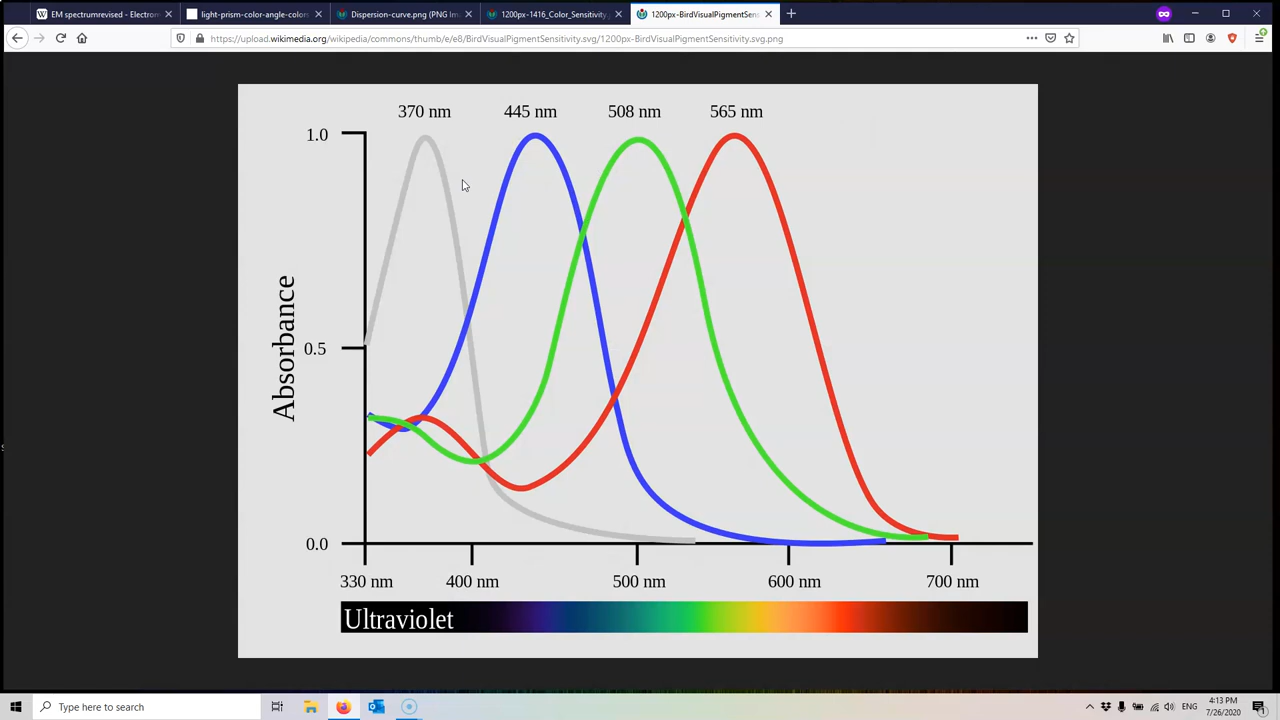 EM spectrumrevised - Electron
light-prism-color-angle-colorn
Dispersion-curve.png (PNG Im
1200px-1416_Color_Sensitivity.j
1200px-BirdVisualPigmentSensit
https://upload.wikimedia.org/wikipedia/commons/thumb/e/e8/BirdVisualPigmentSensitivity.svg/1200px-BirdVisualPigmentSensitivity.svg.png
370 nm 445 nm 508 nm 565 nm
1.0
Absorbance
0.5
0.0
330 nm 400 nm 500 nm 600 nm 700 nm
Ultraviolet
Type here to search
ENG
4:13 PM
7/26/2020